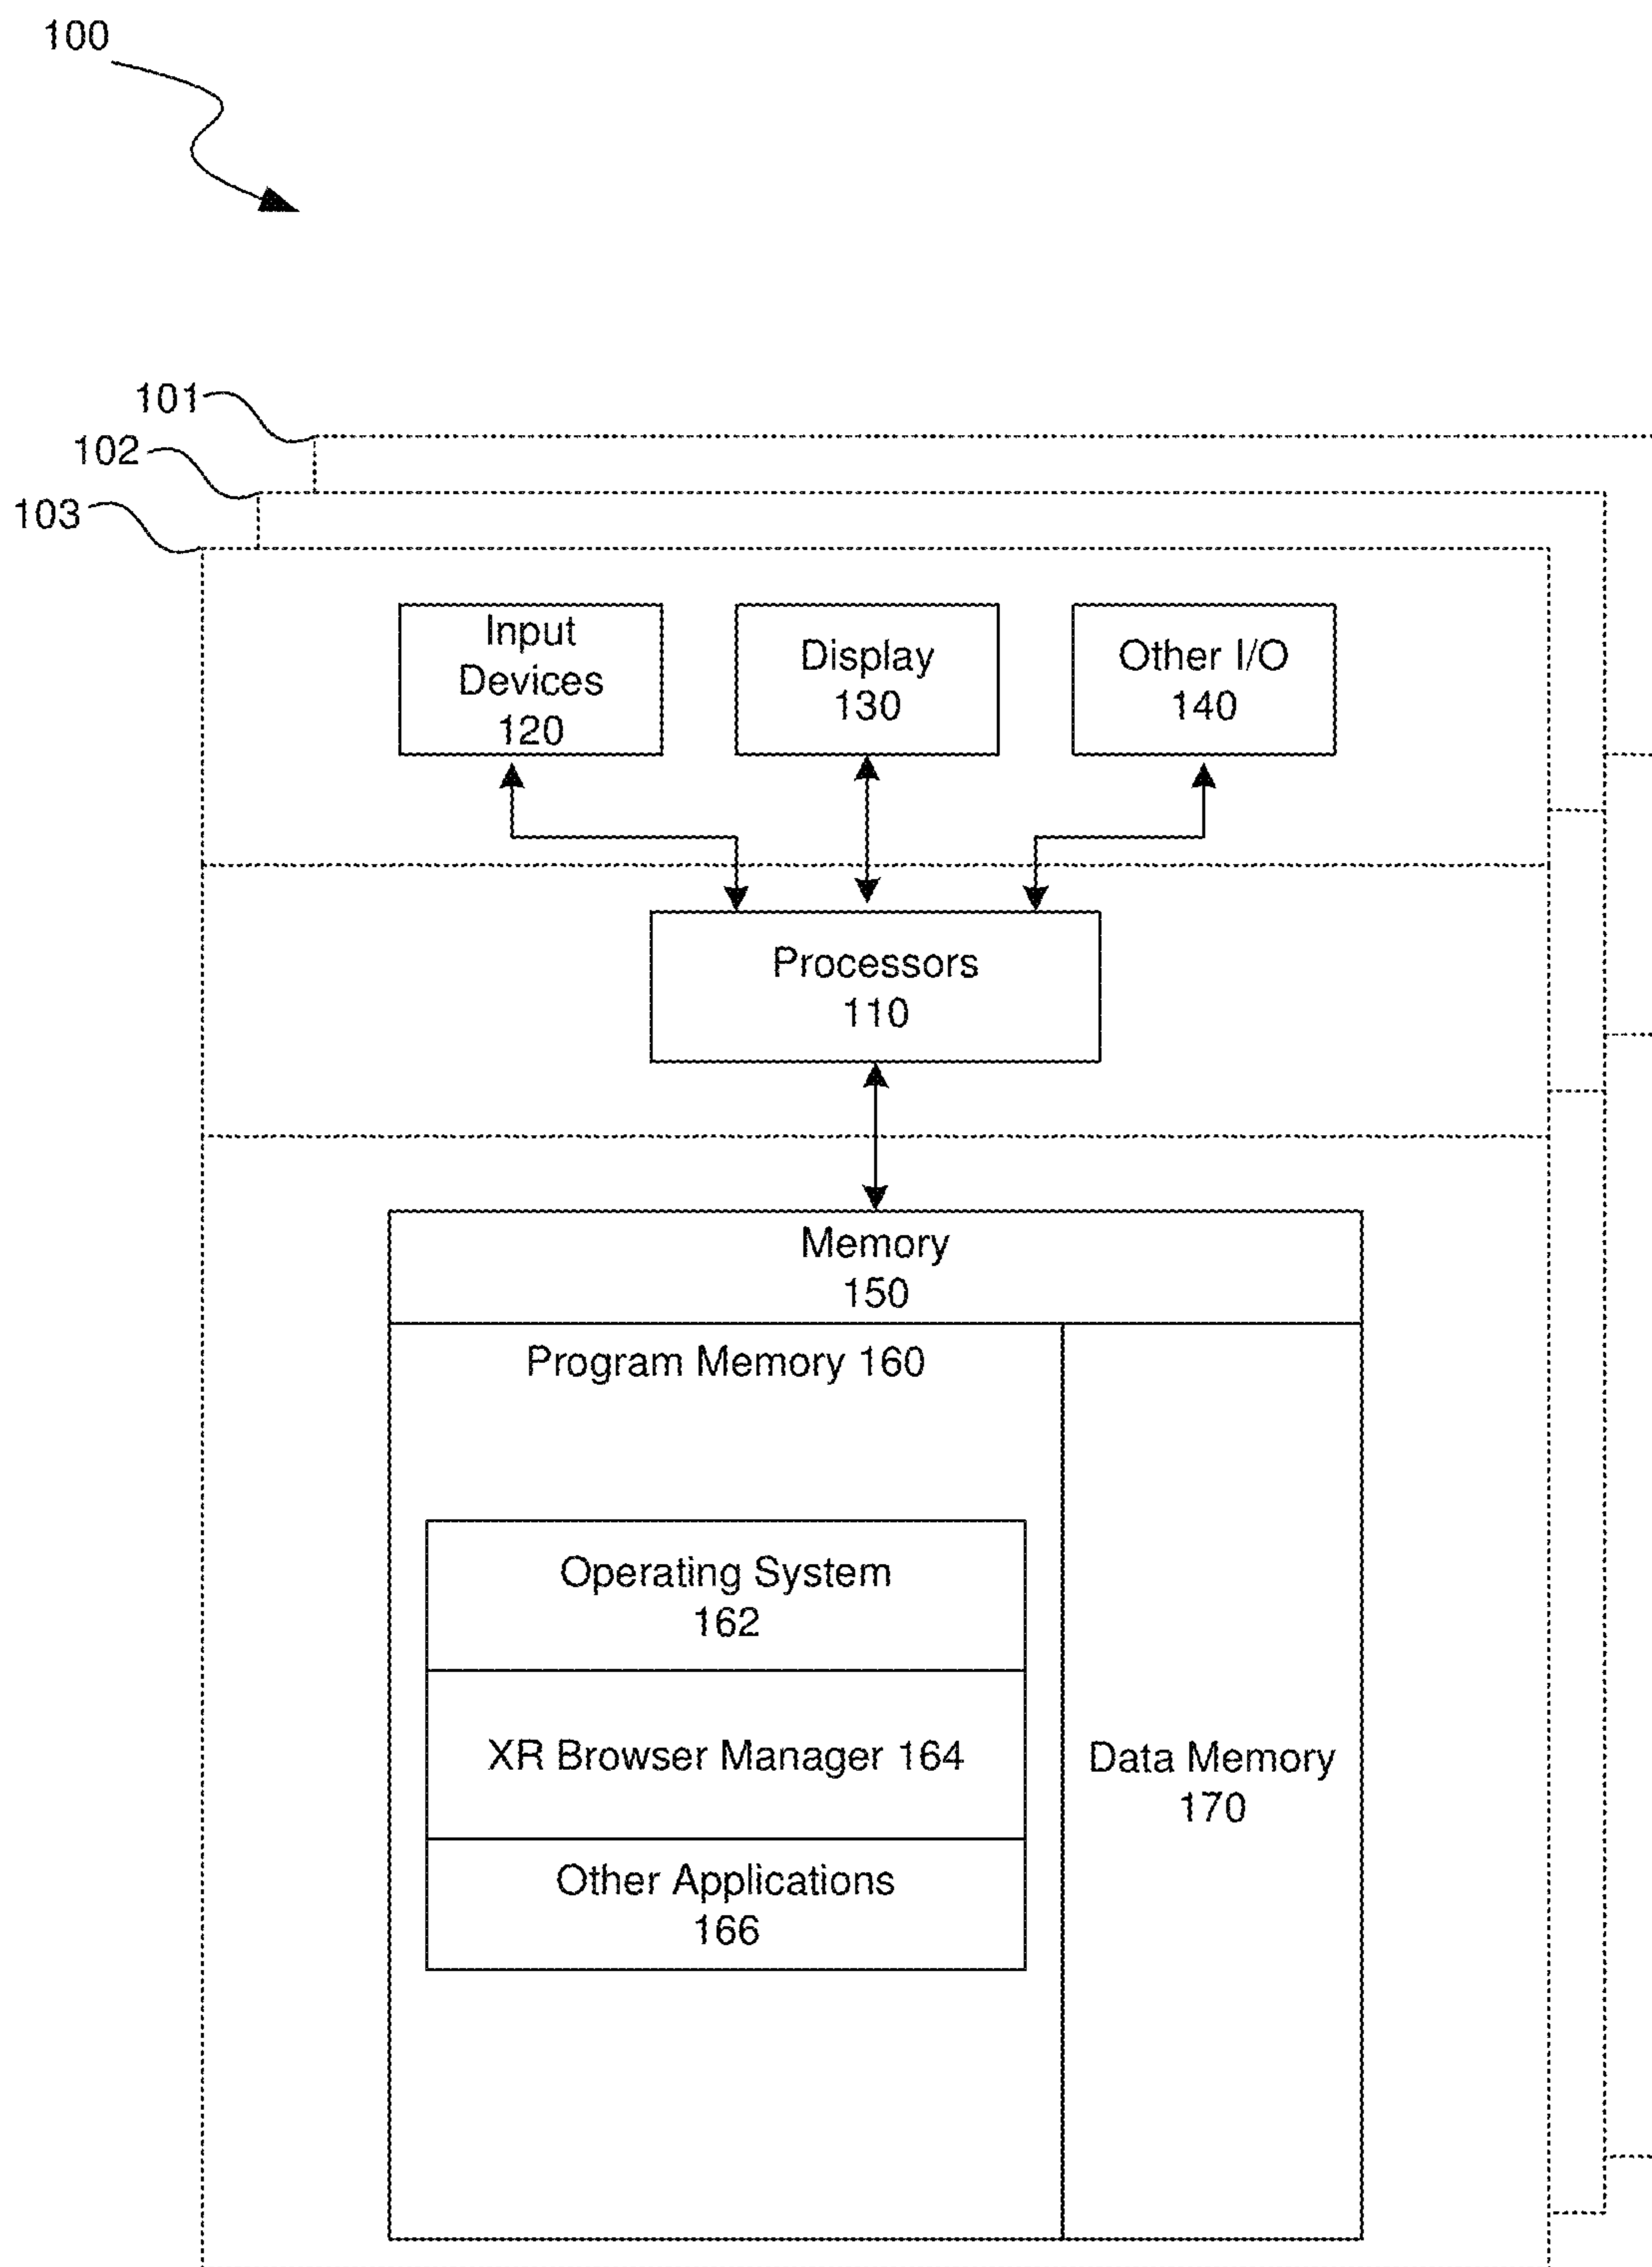 100
101
102
103
Input
Devices
120
Display
130
Other I/O
140
Processors
110
Memory
150
Program Memory 160
Operating System
162
XR Browser Manager 164
Other Applications
166
Data Memory
170